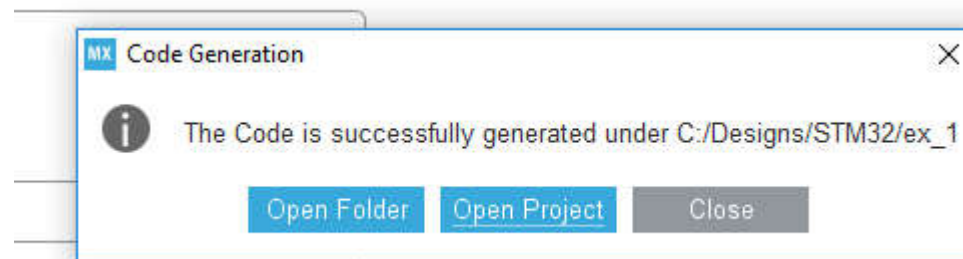 MX Code Generation
The Code is successfully generated under C:/Designs/STM32/ex_1
Open Folder Open Project Close